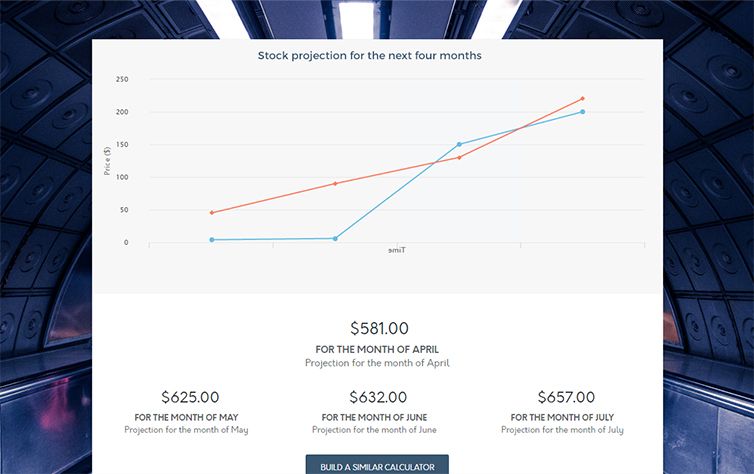 Stock projection for the next four months
250
200
150
100
50
0
Price ($)
Time
$581.00
FOR THE MONTH OF APRIL
Projection for the month of April
$625.00 $632.00 $657.00
FOR THE MONTH OF MAY FOR THE MONTH OF JUNE FOR THE MONTH OF JULY
Projection for the month of May Projection for the month of June Projection for the month of July
BUILD A SIMILAR CALCULATOR